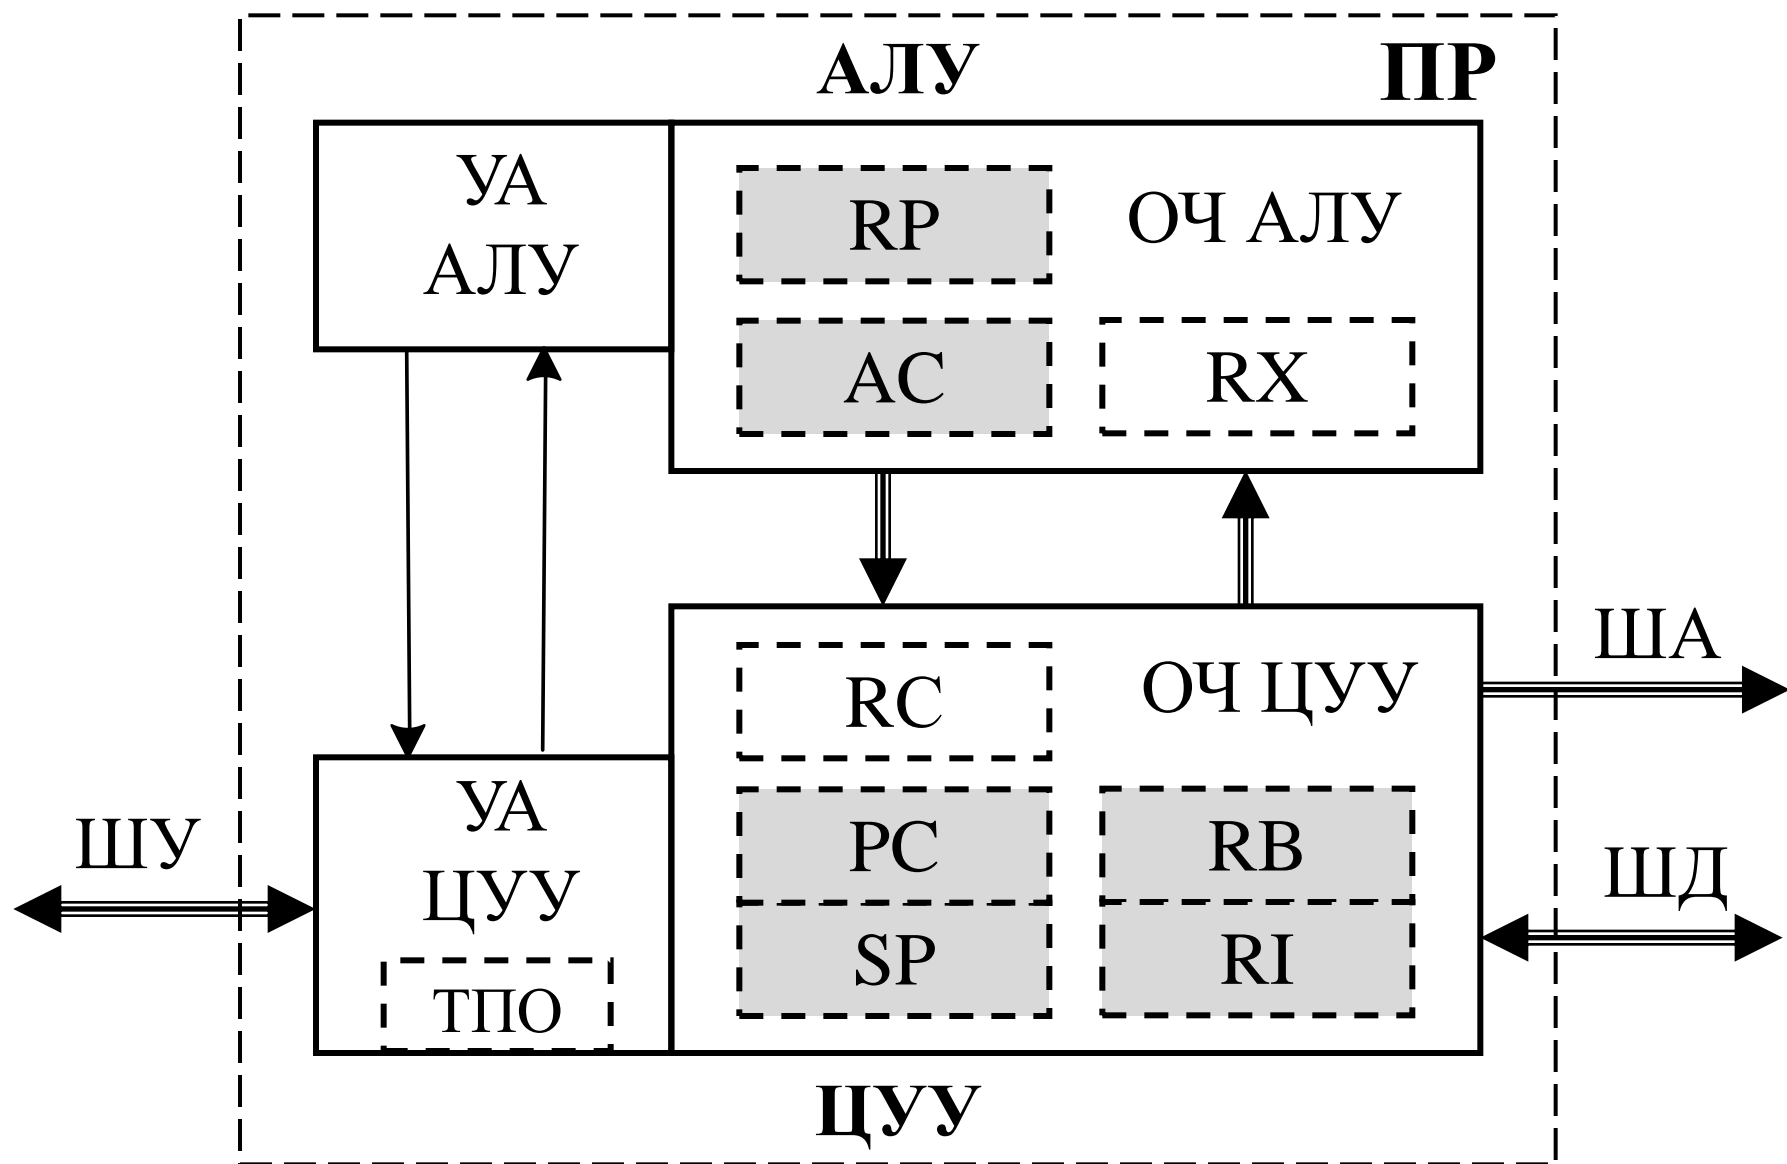 АЛУ
ПР
УА
АЛУ
RP
ОЧ АЛУ
AC
RX
RC
ОЧ ЦУУ
ША
УА
ЦУУ
ШУ
PC
RB
ШД
SP
RI
ТПО
ЦУУ